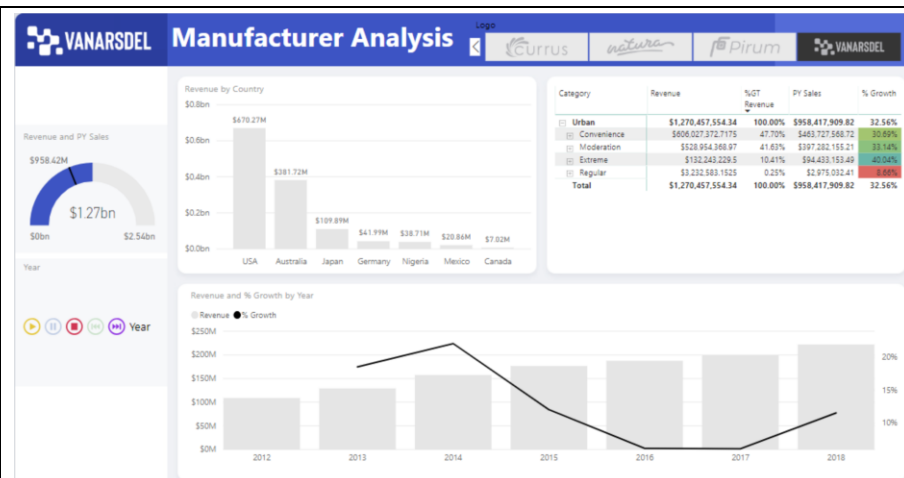 VANARSDEL
Manufacturer Analysis
Logo
Currus
natura
Pirum
VANARSDEL
Revenue and PY Sales
$958.42M
$1.27bn
$0bn $2.54bn
Year
Year
Revenue by Country
$0.8bn
$0.6bn
$0.4bn
$0.2bn
$0.0bn
$670.27M
$381.72M
$109.89M
$41.99M
$38.71M
$20.86M
$7.02M
USA Australia Japan Germany Nigeria Mexico Canada
Category Revenue %GT Revenue PY Sales % Growth
Urban $1,270,457,554.34 100.00% $958,417,909.82 32.56%
Convenience $606,027,372.7175 47.70% $463,727,568.72 30.69%
Moderation $528,954,368.97 41.63% $397,282,155.21 33.14%
Extreme $132,243,229.5 10.41% $94,433,153.49 40.04%
Regular $3,232,583.1525 0.25% $2,975,032.41 8.66%
Total $1,270,457,554.34 100.00% $958,417,909.82 32.56%
Revenue and % Growth by Year
Revenue % Growth
$250M
$200M
$150M
$100M
$50M
$0M
20%
15%
10%
2012 2013 2014 2015 2016 2017 2018